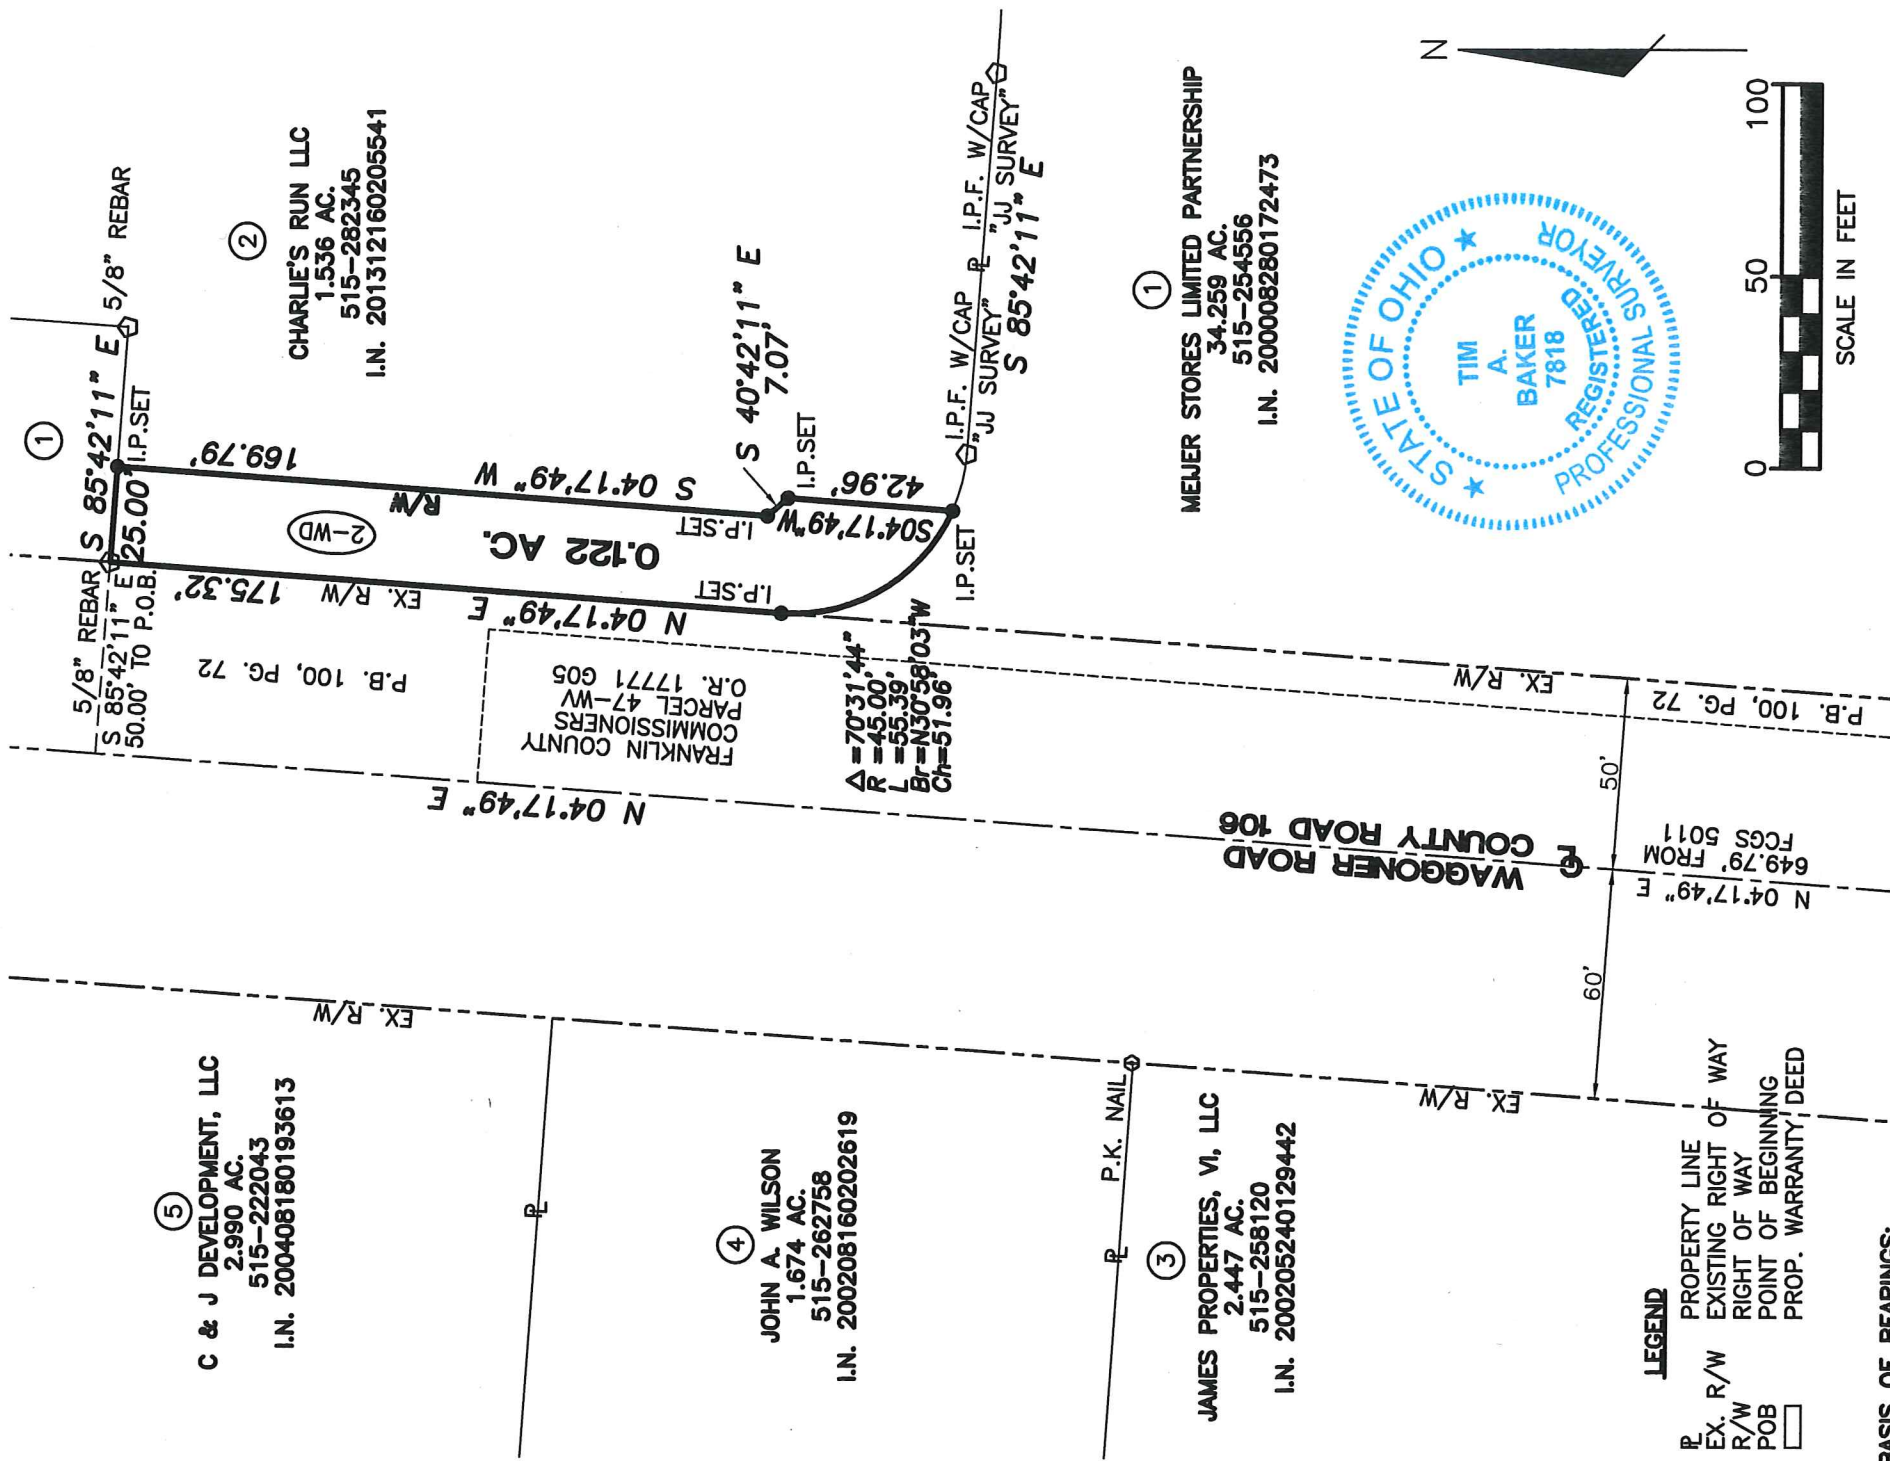 5
C & J DEVELOPMENT, LLC
2.990 AC.
515-222043
I.N. 200408180193613
EX. R/W
PL
4
JOHN A. WILSON
1.674 AC.
515-262758
I.N. 200208160202619
P.K. NAIL
PL
3
JAMES PROPERTIES, VI, LLC
2.447 AC.
515-258120
I.N. 200205240129442
EX. R/W
5/8" REBAR
S 85°42'11" E
50.00' TO P.O.B.
P.B. 100, PG. 72
N 04°17'49" E
FRANKLIN COUNTY
COMMISSIONERS
PARCEL 47-WV
O.R. 17771 G05
S 85°42'11" E
25.00'
I.P.SET
5/8" REBAR
1
175.32'
EX. R/W
N 04°17'49" E
I.P.SET
2-WD
0.122 AC.
169.79'
S 04°17'49" W
R/W
I.P.SET
S 40°42'11" E
7.07'
I.P.SET
42.96'
S04°17'49"W
I.P.SET
Δ =70°31'44"
R =45.00'
L =55.39'
Br=N30°58'03"W
Ch=51.96'
2
CHARLIE'S RUN LLC
1.536 AC.
515-282345
I.N. 201312160205541
I.P.F. W/CAP
"JJ SURVEY"
PL
I.P.F. W/CAP
"JJ SURVEY"
S 85°42'11" E
1
MEIJER STORES LIMITED PARTNERSHIP
34.259 AC.
515-254556
I.N. 200008280172473
WAGGONER ROAD
COUNTY ROAD 106
CL
EX. R/W
60'
50'
P.B. 100, PG. 72
N 04°17'49" E
649.79' FROM
FCGS 5011
N
STATE OF OHIO
TIM
A.
BAKER
7818
REGISTERED
PROFESSIONAL SURVEYOR
0 50 100
SCALE IN FEET
LEGEND
PL PROPERTY LINE
EX. R/W EXISTING RIGHT OF WAY
R/W RIGHT OF WAY
POB POINT OF BEGINNING
PROP. WARRANTY DEED
BASIS OF BEARINGS: